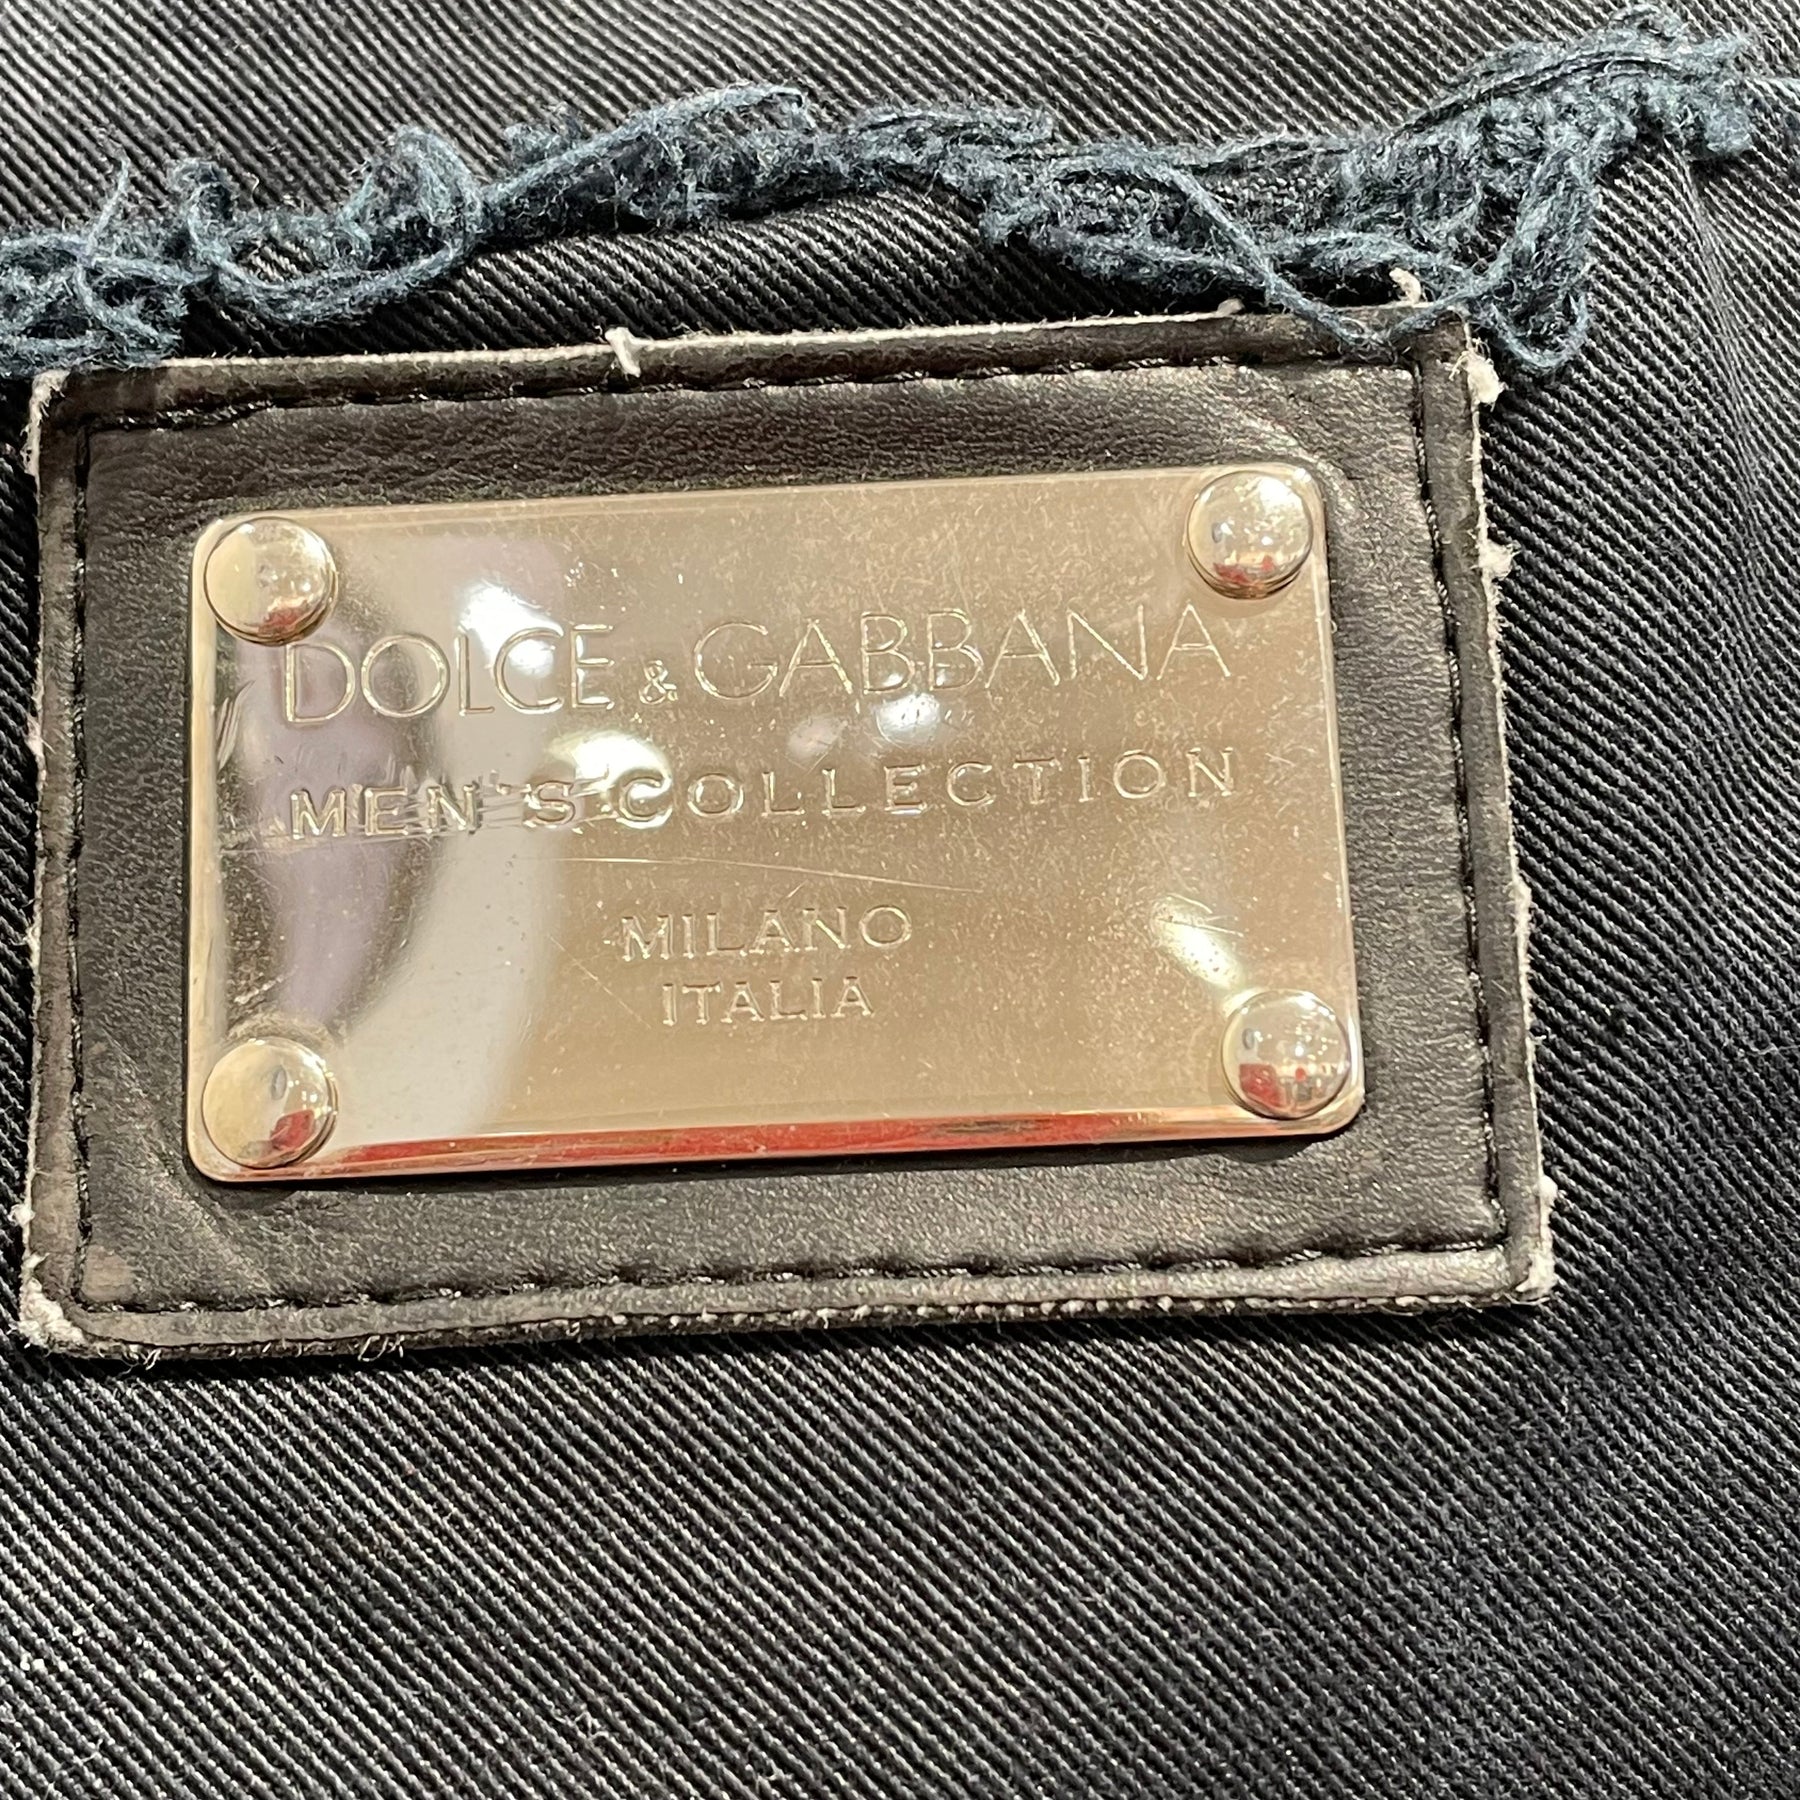 DOLCE & GABBANA
MEN'S COLLECTION
MILANO
ITALIA